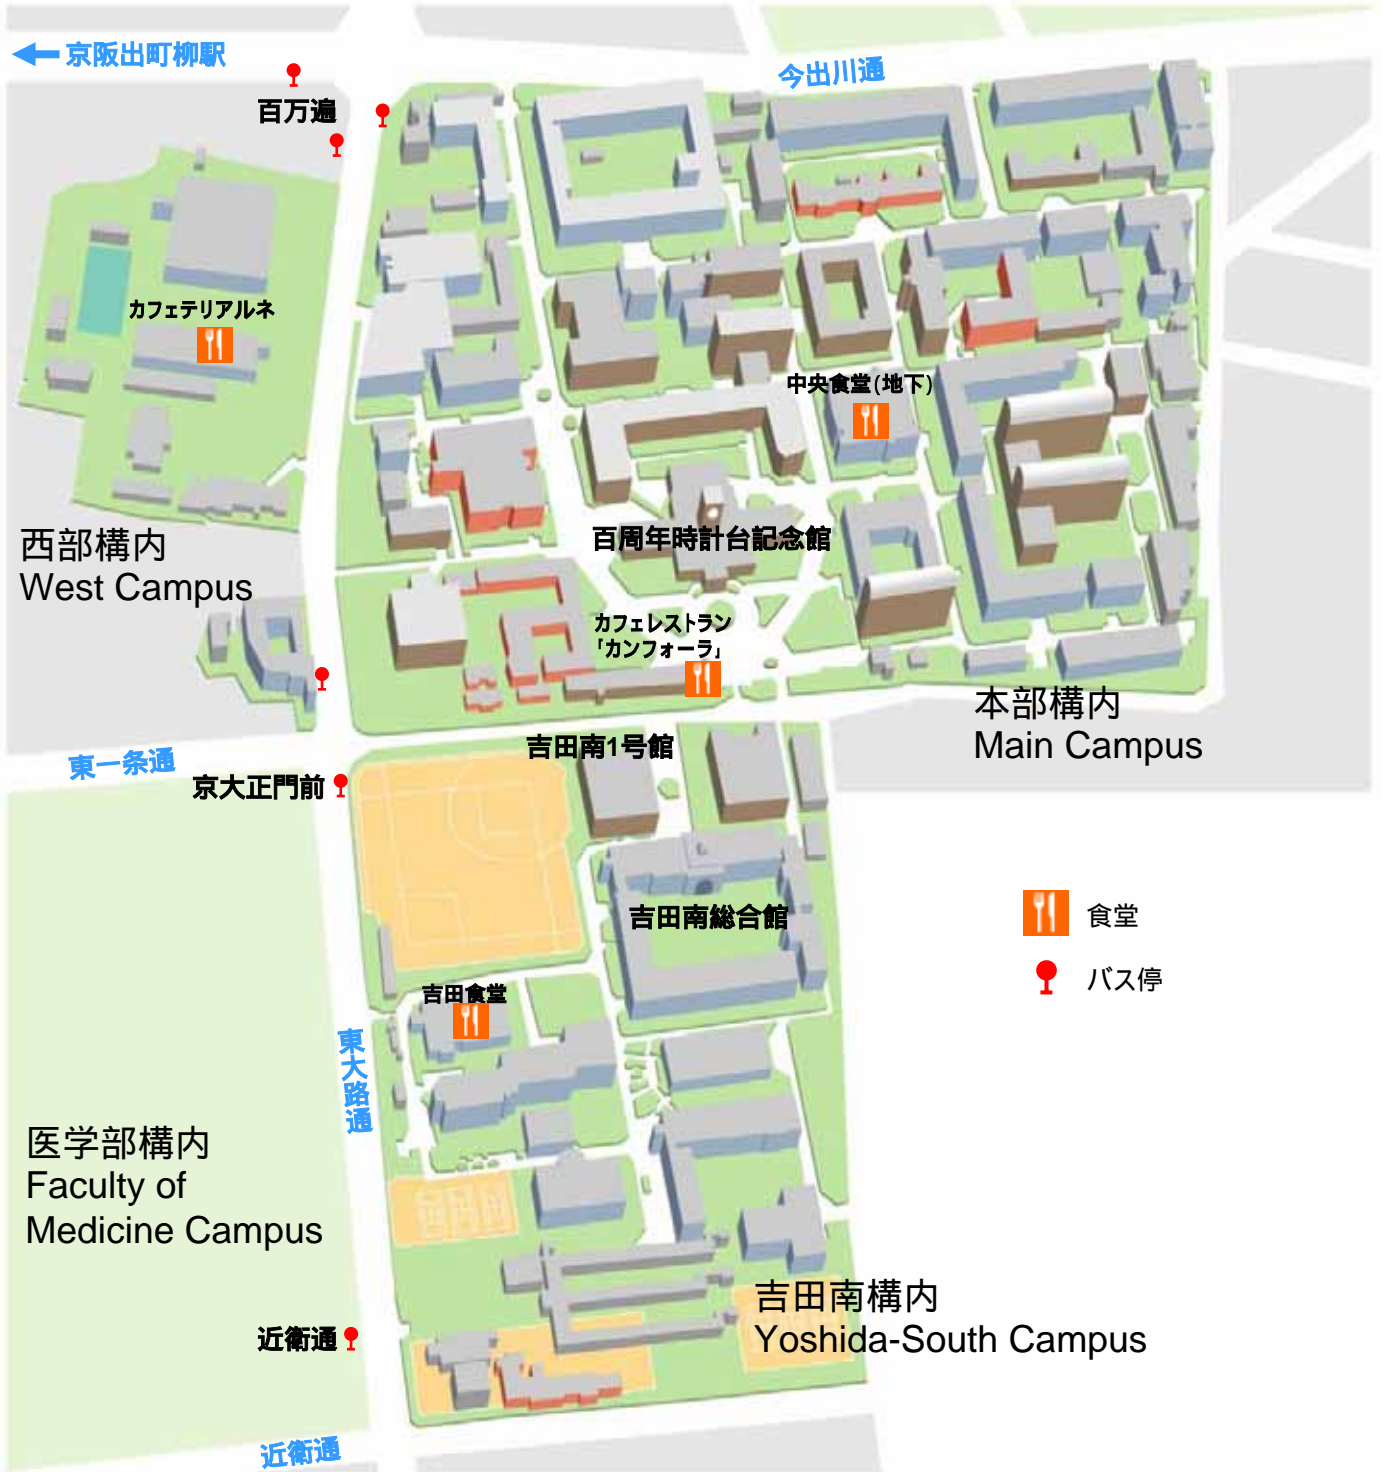 京阪出町柳駅
今出川通
百万遍
カフェテリアルネ
中央食堂(地下)
西部構内
West Campus
百周年時計台記念館
カフェレストラン
「カンフォーラ」
本部構内
Main Campus
東一条通
吉田南1号館
京大正門前
吉田南総合館
食堂
バス停
吉田食堂
東大路通
医学部構内
Faculty of
Medicine Campus
吉田南構内
Yoshida-South Campus
近衛通
近衛通